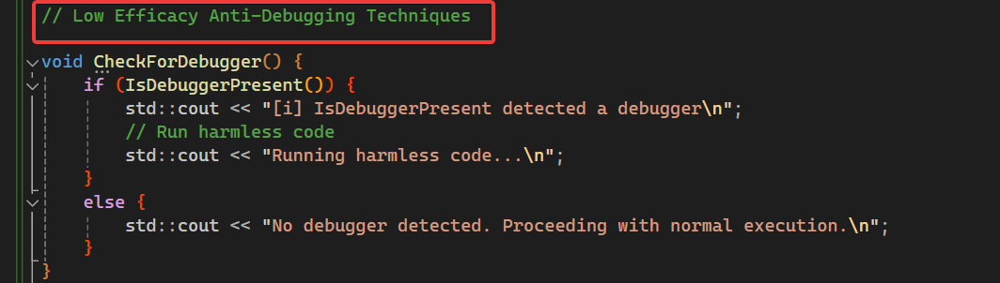 // Low Efficacy Anti-Debugging Techniques
void CheckForDebugger() {
if (IsDebuggerPresent()) {
std::cout << "[i] IsDebuggerPresent detected a debugger\n";
// Run harmless code
std::cout << "Running harmless code...\n";
}
else {
std::cout << "No debugger detected. Proceeding with normal execution.\n";
}
}